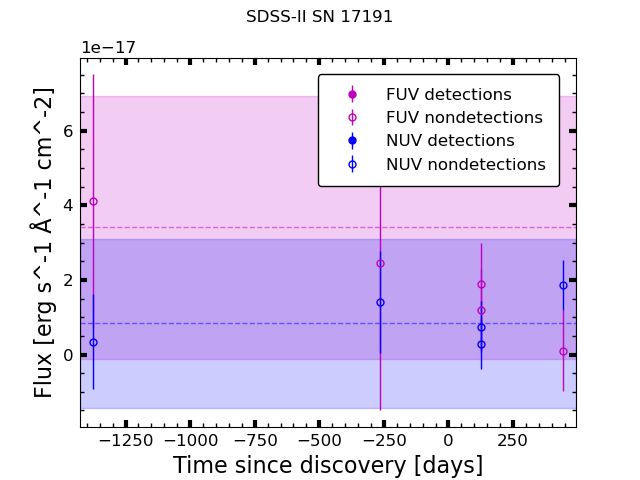 SDSS-II SN 17191
1e−17
Flux [erg s^-1 Å^-1 cm^-2]
6
4
2
0
FUV detections
FUV nondetections
NUV detections
NUV nondetections
−1250 −1000 −750 −500 −250 0 250
Time since discovery [days]